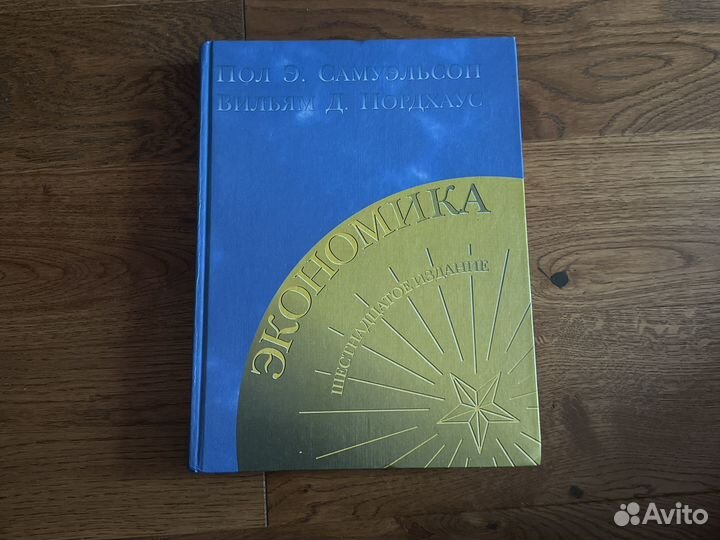 Пол Э. Самуэльсон
Вильям Д. Нордхаус
ЭКОНОМИКА
ШЕСТНАДЦАТОЕ ИЗДАНИЕ
Avito